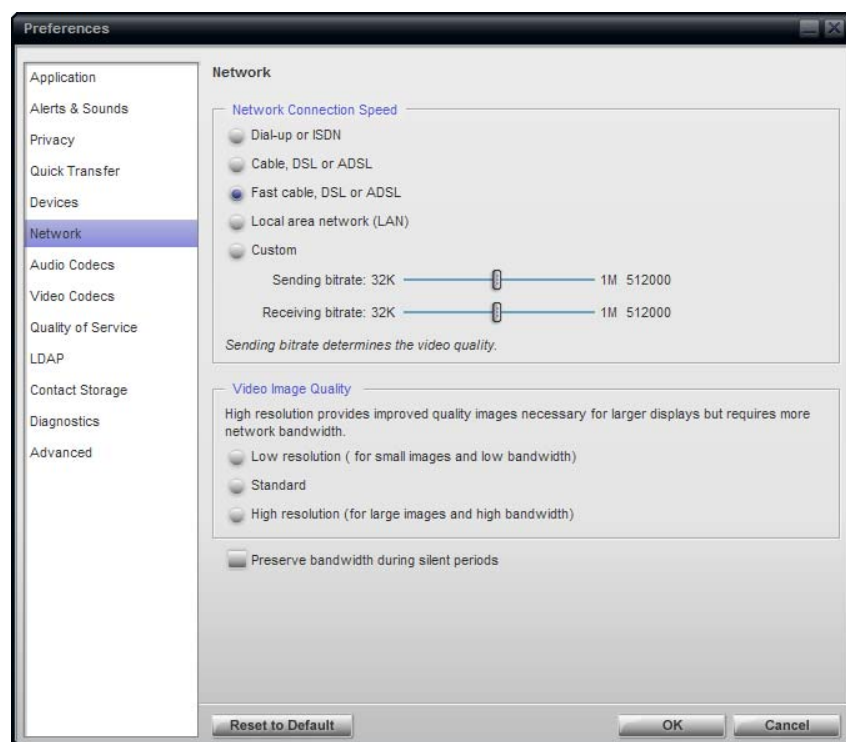 Preferences
Application
Alerts & Sounds
Privacy
Quick Transfer
Devices
Network
Audio Codecs
Video Codecs
Quality of Service
LDAP
Contact Storage
Diagnostics
Advanced
Network
Network Connection Speed
Dial-up or ISDN
Cable, DSL or ADSL
Fast cable, DSL or ADSL
Local area network (LAN)
Custom
Sending bitrate: 32K 1M 512000
Receiving bitrate: 32K 1M 512000
Sending bitrate determines the video quality.
Video Image Quality
High resolution provides improved quality images necessary for larger displays but requires more
network bandwidth.
Low resolution ( for small images and low bandwidth)
Standard
High resolution (for large images and high bandwidth)
Preserve bandwidth during silent periods
Reset to Default OK Cancel